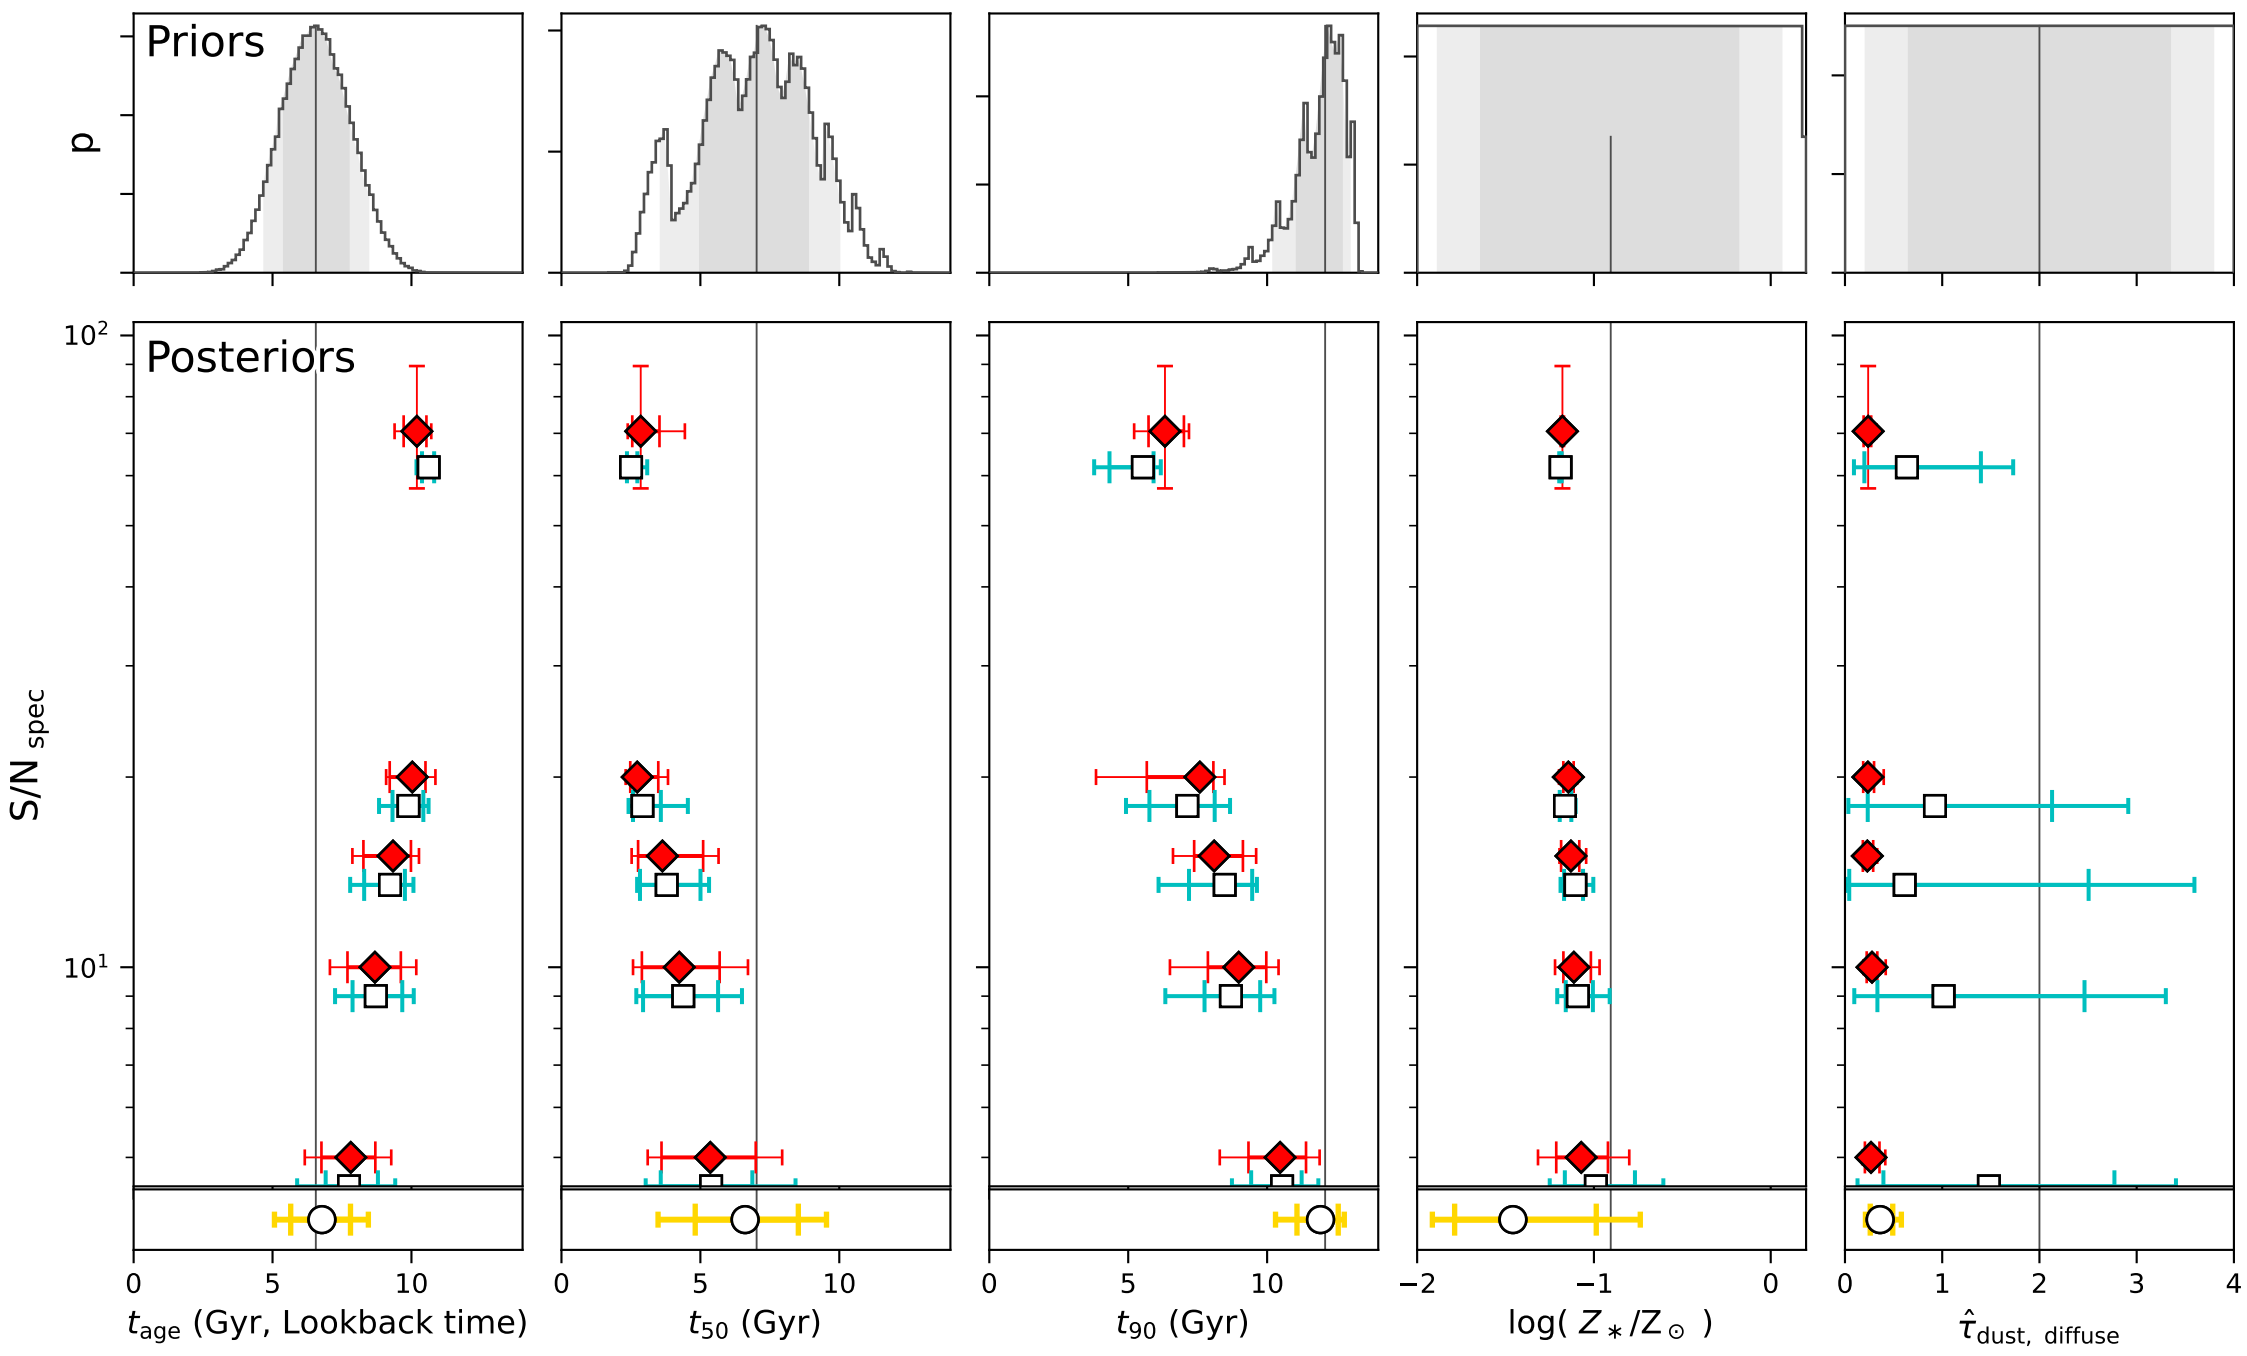 Priors
p
Posteriors
10²
10¹
S/N spec
0 5 10
0 5 10
0 5 10
−2 −1 0
0 1 2 3 4
t_age (Gyr, Lookback time)
t_50 (Gyr)
t_90 (Gyr)
log( Z_∗/Z_⊙ )
τ̂_dust, diffuse